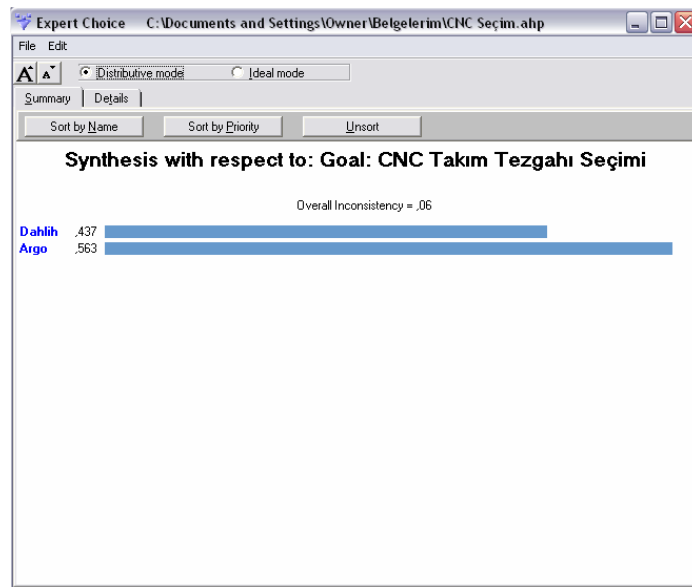 Expert Choice C:\Documents and Settings\Owner\Belgelerim\CNC Seçim.ahp
File Edit
A A Distributive mode Ideal mode
Summary Details
Sort by Name Sort by Priority Unsort
Synthesis with respect to: Goal: CNC Takım Tezgahı Seçimi
Overall Inconsistency = ,06
Dahlih ,437
Argo ,563